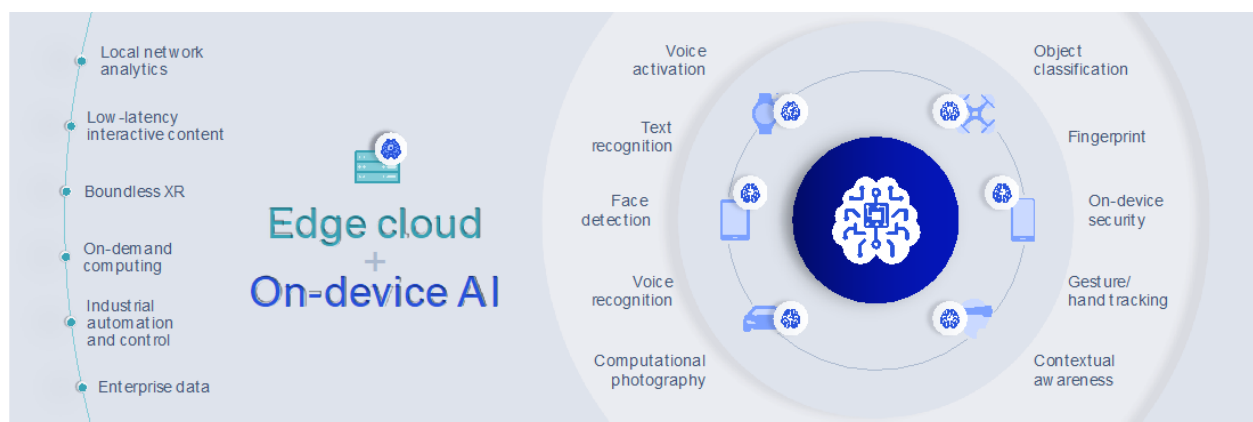 Local network
analytics
Low-latency
interactive content
Boundless XR
On-demand
computing
Industrial
automation
and control
Enterprise data
Edge cloud
+
On-device AI
Voice
activation
Text
recognition
Face
detection
Voice
recognition
Computational
photography
Object
classification
Fingerprint
On-device
security
Gesture/
hand tracking
Contextual
awareness